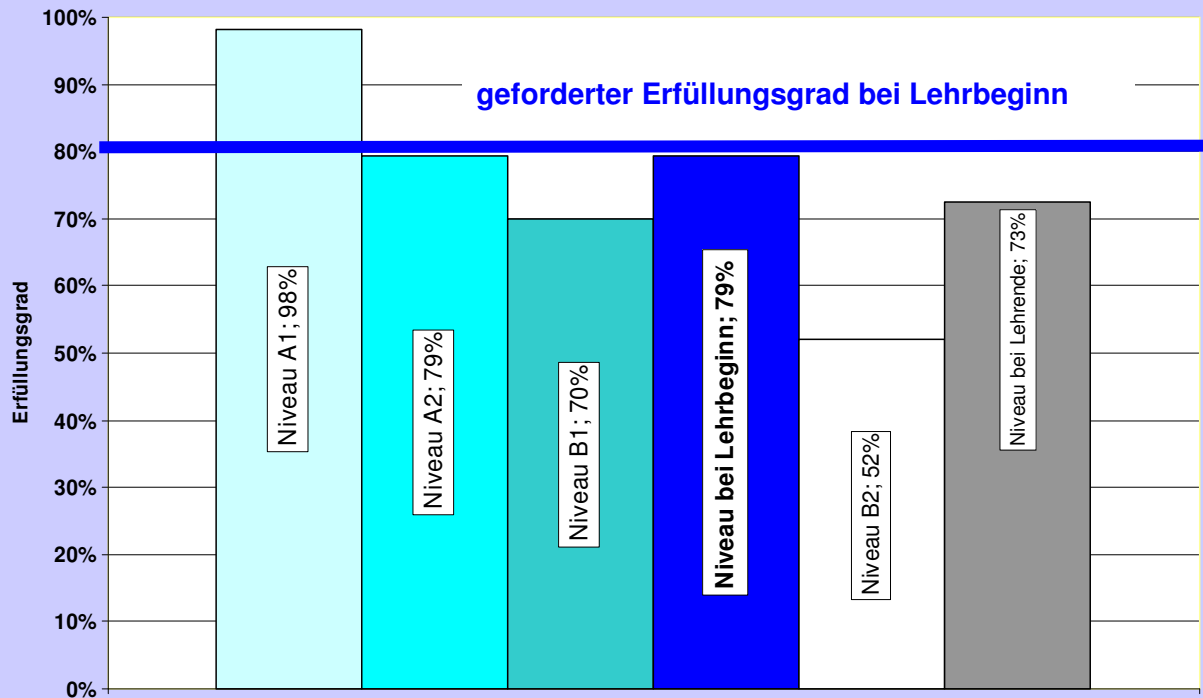 100%
90%
80%
70%
60%
50%
40%
30%
20%
10%
0%
Erfüllungsgrad
geforderter Erfüllungsgrad bei Lehrbeginn
Niveau A1; 98%
Niveau A2; 79%
Niveau B1; 70%
Niveau bei Lehrbeginn; 79%
Niveau B2; 52%
Niveau bei Lehrende; 73%